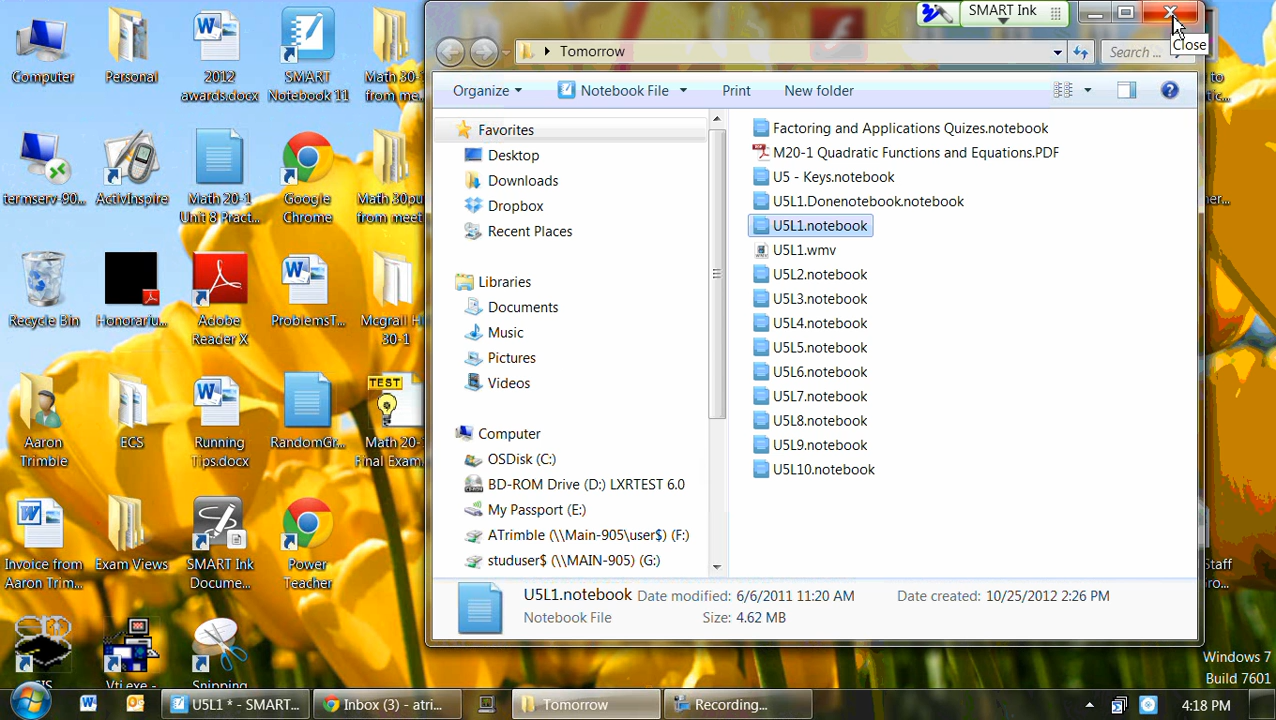 SMART Ink
Close
Tomorrow
Search ...
Organize
Notebook File
Print
New folder
Favorites
Desktop
Downloads
Dropbox
Recent Places
Libraries
Documents
Music
Pictures
Videos
Computer
OSDisk (C:)
BD-ROM Drive (D:) LXRTEST 6.0
My Passport (E:)
ATrimble (\\Main-905\user$) (F:)
studuser$ (\\MAIN-905) (G:)
Factoring and Applications Quizes.notebook
M20-1 Quadratic Functions and Equations.PDF
U5 - Keys.notebook
U5L1.Donenotebook.notebook
U5L1.notebook
U5L1.wmv
U5L2.notebook
U5L3.notebook
U5L4.notebook
U5L5.notebook
U5L6.notebook
U5L7.notebook
U5L8.notebook
U5L9.notebook
U5L10.notebook
U5L1.notebook Date modified: 6/6/2011 11:20 AM Date created: 10/25/2012 2:26 PM
Notebook File Size: 4.62 MB
Computer
Personal
2012
awards.docx
SMART
Notebook 11
Math 30-
from me...
termserv-90...
ActivInspire
Math 20-1
Unit 8 Pract...
Google
Chrome
Math 30pu
from meet
Recycle Bin
Honorariu...
Adobe
Reader X
ProblemsT...
Mcgrall H
30-1
Aaron
Trimble
ECS
Running
Tips.docx
RandomGr...
TEST
Math 20-
Final Exam
Invoice from
Aaron Trim...
Exam Views
SMART Ink
Docume...
Power
Teacher
Vti.exe -
Snipping
to
Staff
Windows 7
Build 7601
U5L1 * - SMART...
Inbox (3) - atri...
Tomorrow
Recording...
4:18 PM